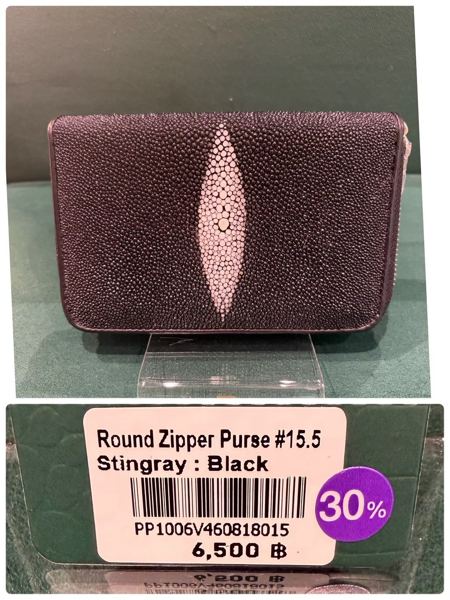 Round Zipper Purse #15.5
Stingray : Black
30%
PP1006V460818015
6,500 ฿